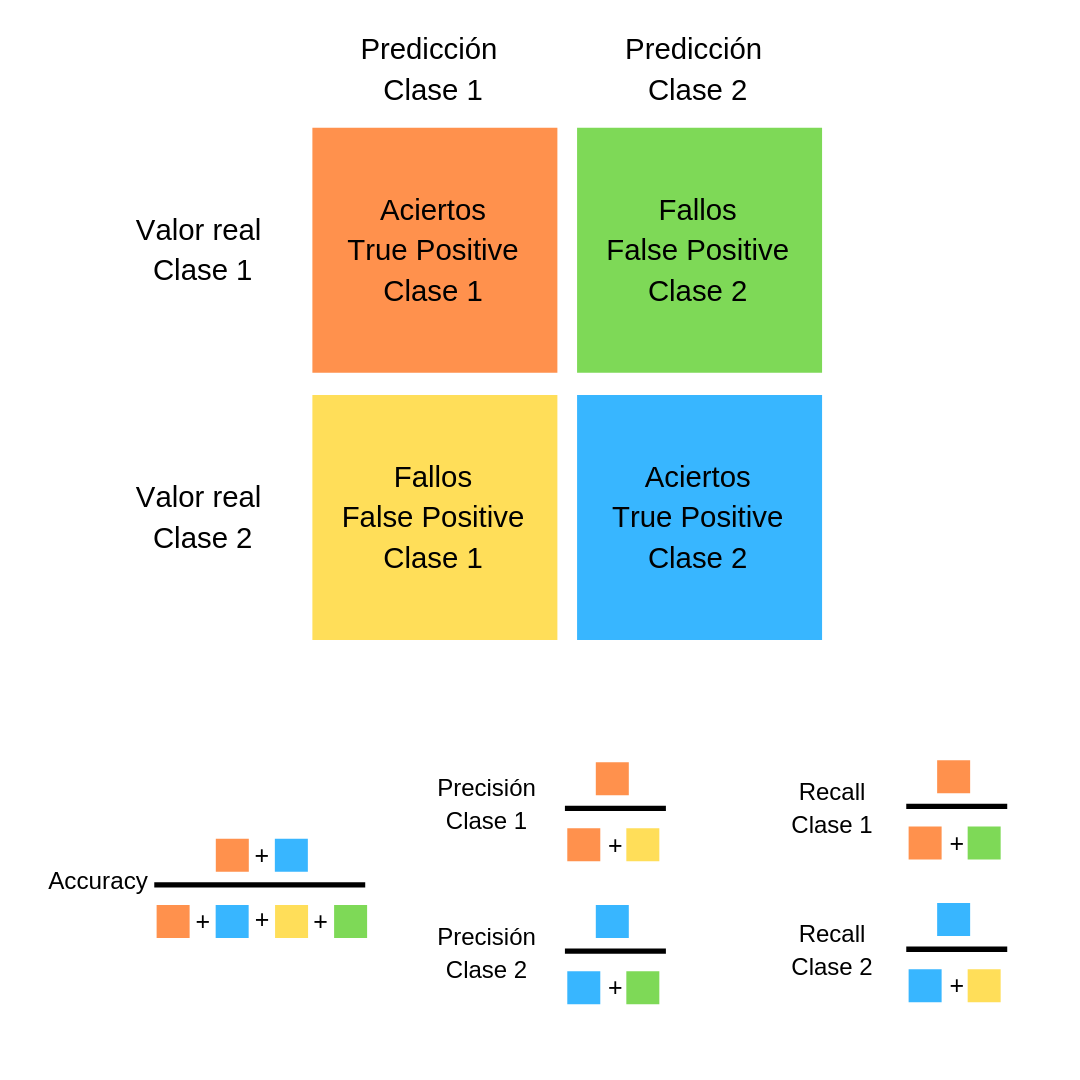 Predicción
Clase 1
Predicción
Clase 2
Valor real
Clase 1
Aciertos
True Positive
Clase 1
Fallos
False Positive
Clase 2
Valor real
Clase 2
Fallos
False Positive
Clase 1
Aciertos
True Positive
Clase 2
Accuracy
+
+ + +
Precisión
Clase 1
+
Recall
Clase 1
+
Precisión
Clase 2
+
Recall
Clase 2
+